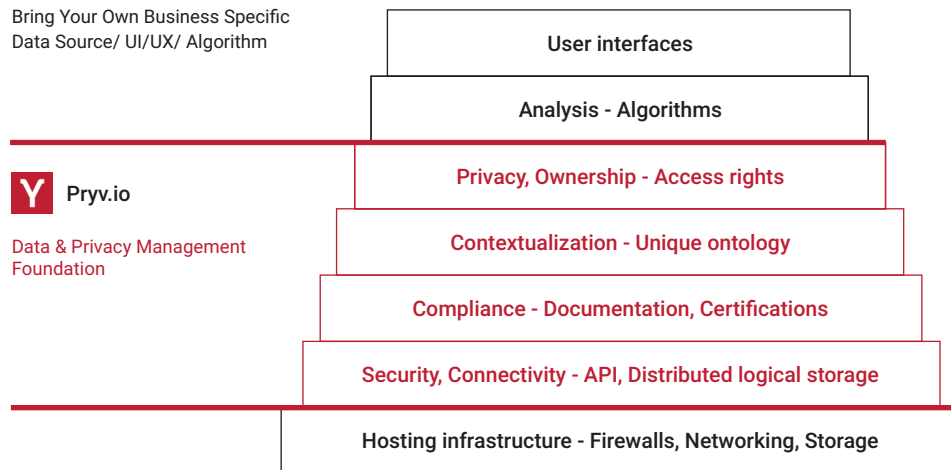 Bring Your Own Business Specific
Data Source/ UI/UX/ Algorithm
User interfaces
Analysis - Algorithms
Privacy, Ownership - Access rights
Y Pryv.io
Contextualization - Unique ontology
Data & Privacy Management
Foundation
Compliance - Documentation, Certifications
Security, Connectivity - API, Distributed logical storage
Hosting infrastructure - Firewalls, Networking, Storage